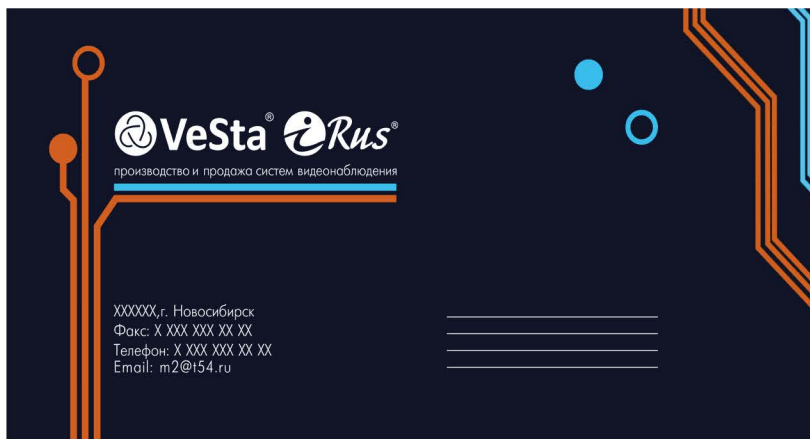 VeSta® iRus®
производство и продажа систем видеонаблюдения
XXXXXX,г. Новосибирск
Факс: X XXX XXX XX XX
Телефон: X XXX XXX XX XX
Email: m2@t54.ru